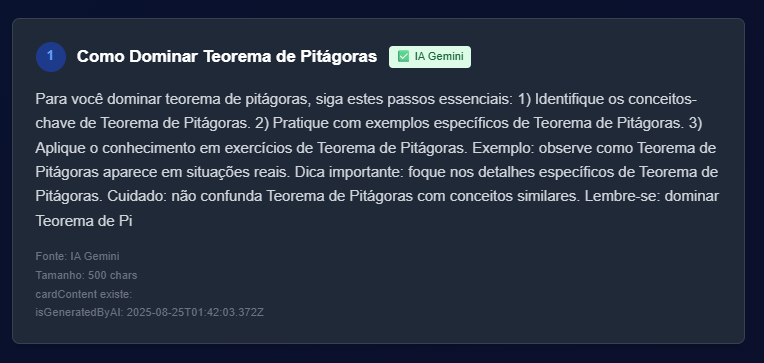 1 Como Dominar Teorema de Pitágoras ✅ IA Gemini
Para você dominar teorema de pitágoras, siga estes passos essenciais: 1) Identifique os conceitos-
chave de Teorema de Pitágoras. 2) Pratique com exemplos específicos de Teorema de Pitágoras. 3)
Aplique o conhecimento em exercícios de Teorema de Pitágoras. Exemplo: observe como Teorema de
Pitágoras aparece em situações reais. Dica importante: foque nos detalhes específicos de Teorema de
Pitágoras. Cuidado: não confunda Teorema de Pitágoras com conceitos similares. Lembre-se: dominar
Teorema de Pi
Fonte: IA Gemini
Tamanho: 500 chars
cardContent existe:
isGeneratedByAI: 2025-08-25T01:42:03.372Z